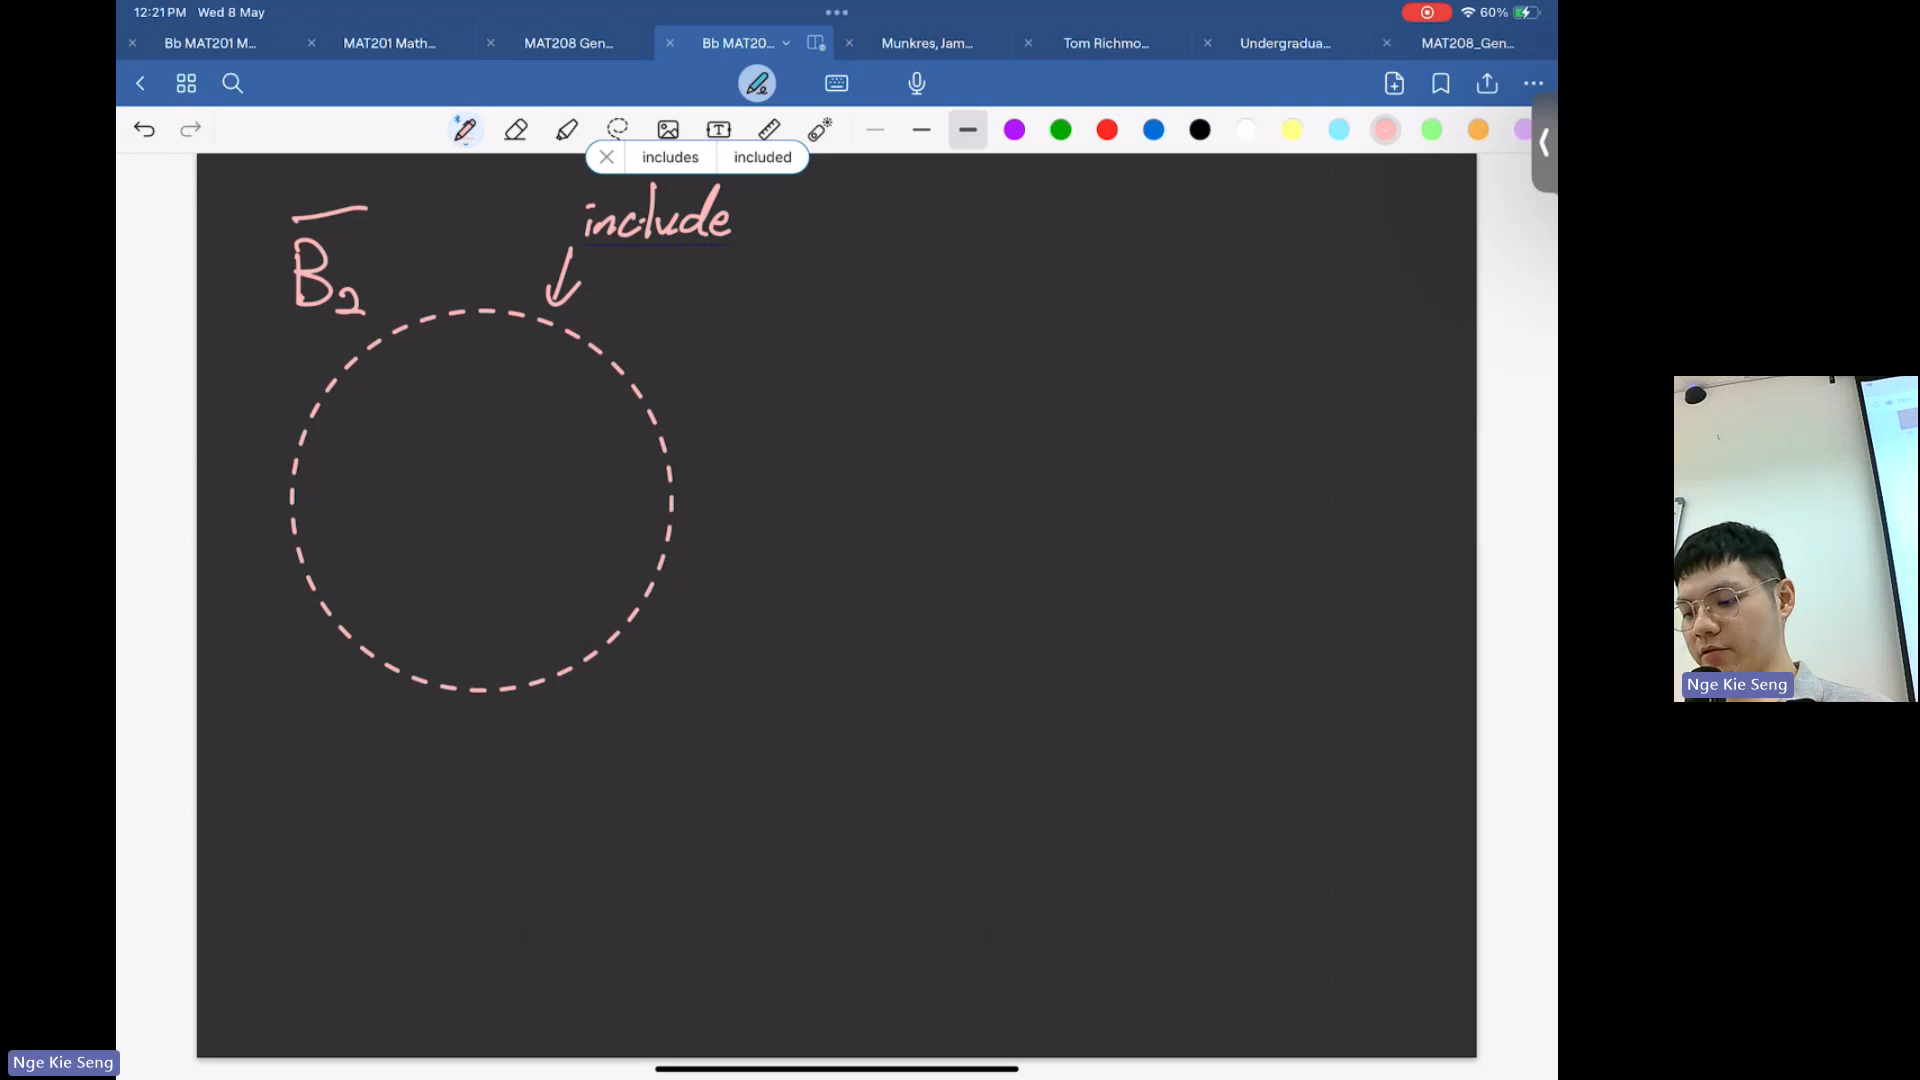 12:21 PM Wed 8 May
60%
Bb MAT201 M...
MAT201 Math...
MAT208 Gen...
Bb MAT20...
Munkres, Jam...
Tom Richmo...
Undergradua...
MAT208_Gen...
includes
included
include
B̅₂
Nge Kie Seng
Nge Kie Seng